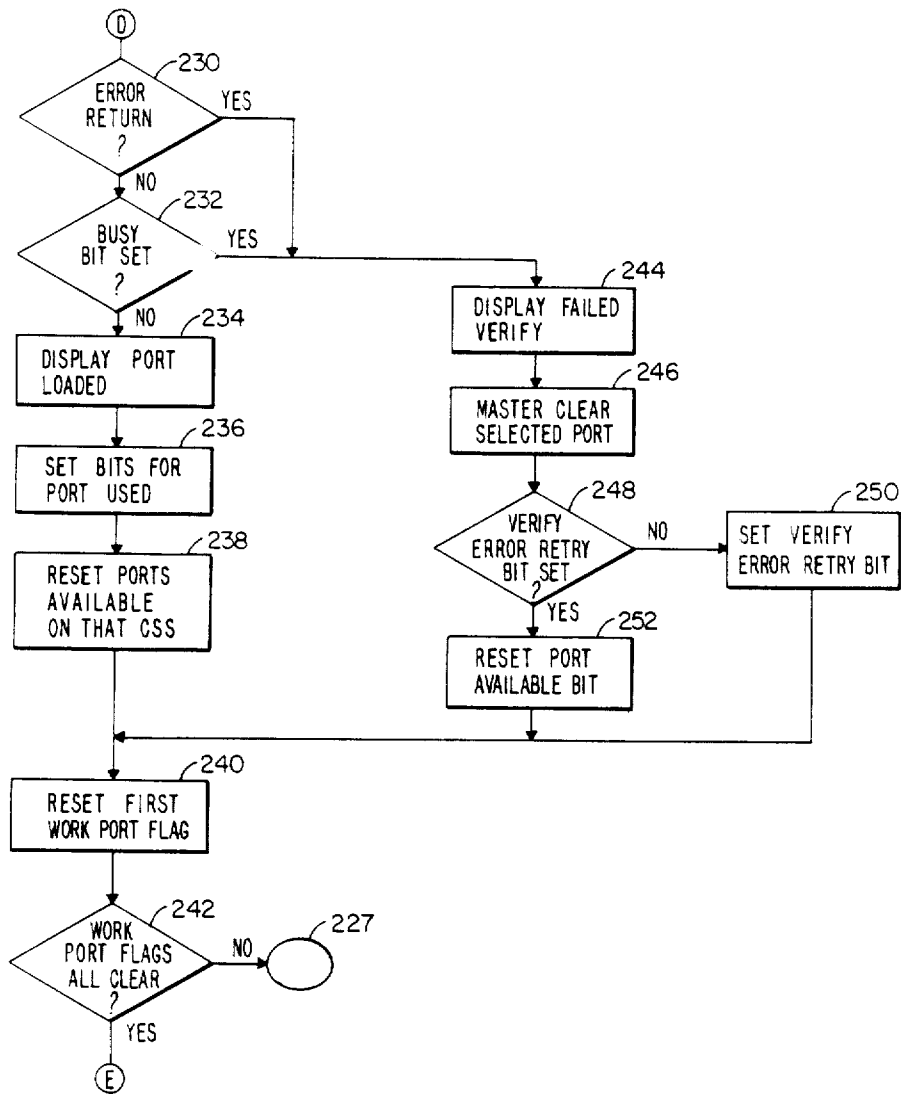 D
230
ERROR
RETURN
?
YES
NO
232
BUSY
BIT SET
?
YES
NO
234
DISPLAY PORT
LOADED
236
SET BITS FOR
PORT USED
238
RESET PORTS
AVAILABLE
ON THAT CSS
244
DISPLAY FAILED
VERIFY
246
MASTER CLEAR
SELECTED PORT
248
VERIFY
ERROR RETRY
BIT SET
?
NO
YES
250
SET VERIFY
ERROR RETRY BIT
252
RESET PORT
AVAILABLE BIT
240
RESET FIRST
WORK PORT FLAG
242
WORK
PORT FLAGS
ALL CLEAR
?
NO
227
YES
E